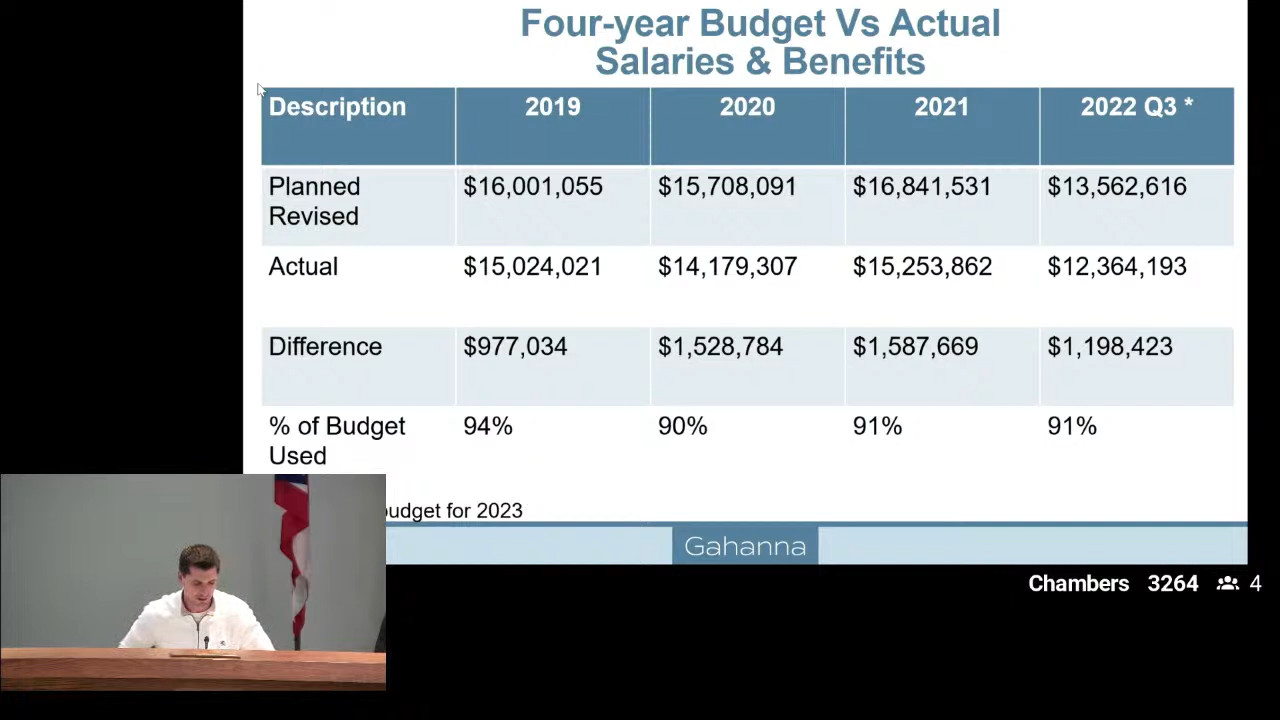 Four-year Budget Vs Actual
Salaries & Benefits
Description 2019 2020 2021 2022 Q3 *
Planned Revised $16,001,055 $15,708,091 $16,841,531 $13,562,616
Actual $15,024,021 $14,179,307 $15,253,862 $12,364,193
Difference $977,034 $1,528,784 $1,587,669 $1,198,423
% of Budget Used 94% 90% 91% 91%
budget for 2023
Gahanna
Chambers 3264 4